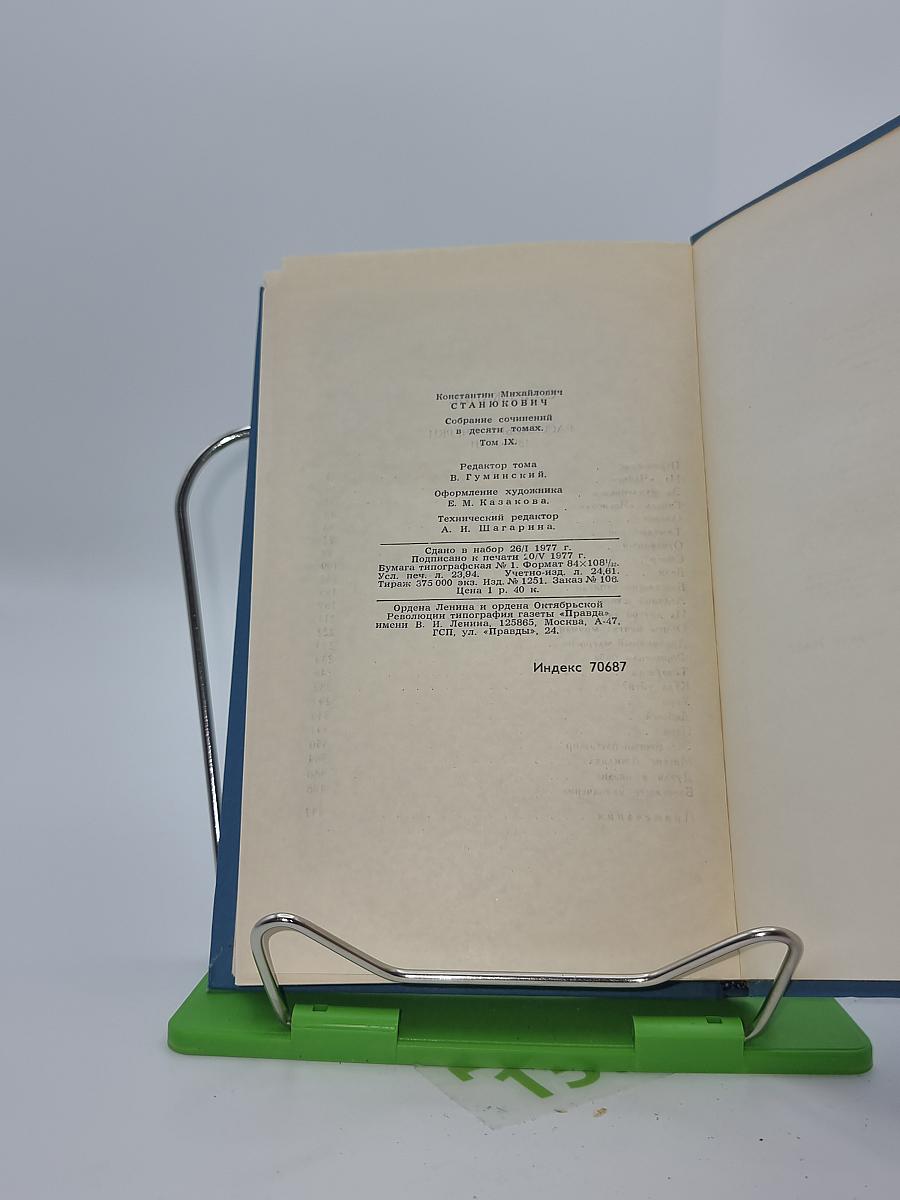 Константин Михайлович
СТАНЮКОВИЧ
Собрание сочинений
в десяти томах.
Том IX.
Редактор тома
В. Гуминский.
Оформление художника
Е. М. Казакова.
Технический редактор
А. И. Шагарина.
Сдано в набор 26/I 1977 г.
Подписано к печати 20/V 1977 г.
Бумага типографская № 1. Формат 84×108¹/₃₂.
Усл. печ. л. 23,94. Учетно-изд. л. 24,61.
Тираж 375 000 экз. Изд. № 1251. Заказ № 106.
Цена 1 р. 40 к.
Ордена Ленина и ордена Октябрьской
Революции типография газеты «Правда»
имени В. И. Ленина, 125865, Москва, А-47,
ГСП, ул. «Правды», 24.
Индекс 70687